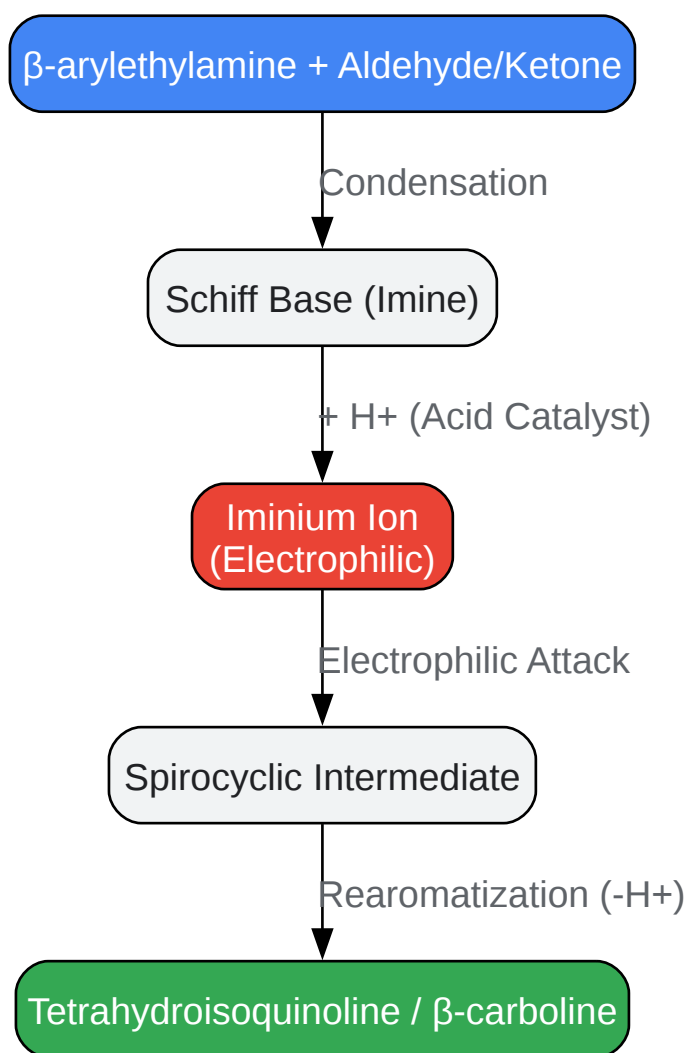 β-arylethylamine + Aldehyde/Ketone
Condensation
Schiff Base (Imine)
+ H+ (Acid Catalyst)
Iminium Ion
(Electrophilic)
Electrophilic Attack
Spirocyclic Intermediate
Rearomatization (-H+)
Tetrahydroisoquinoline / β-carboline